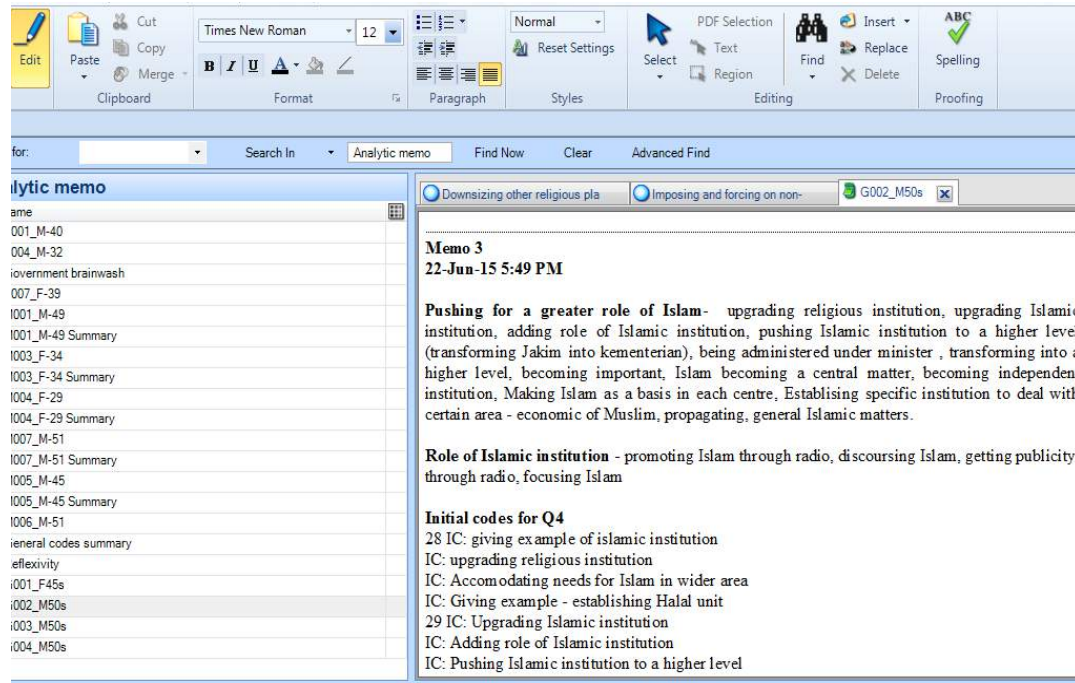 Cut
Copy
Merge
Edit
Paste
Clipboard
Times New Roman
12
B I U A
Format
Paragraph
Normal
Reset Settings
Styles
Select
PDF Selection
Text
Region
Find
Insert
Replace
Delete
Editing
ABC
Spelling
Proofing
for:
Search In
Analytic memo
Find Now
Clear
Advanced Find
lytic memo
ame
001_M-40
004_M-32
overnment brainwash
007_F-39
001_M-49
001_M-49 Summary
003_F-34
003_F-34 Summary
004_F-29
004_F-29 Summary
007_M-51
007_M-51 Summary
005_M-45
005_M-45 Summary
006_M-51
eneral codes summary
eflexivity
001_F45s
002_M50s
003_M50s
004_M50s
Downsizing other religious pla
Imposing and forcing on non-
G002_M50s
Memo 3
22-Jun-15 5:49 PM
Pushing for a greater role of Islam- upgrading religious institution, upgrading Islamic
institution, adding role of Islamic institution, pushing Islamic institution to a higher level
(transforming Jakim into kementerian), being administered under minister , transforming into a
higher level, becoming important, Islam becoming a central matter, becoming independen
institution, Making Islam as a basis in each centre, Establising specific institution to deal with
certain area - economic of Muslim, propagating, general Islamic matters.
Role of Islamic institution - promoting Islam through radio, discoursing Islam, getting publicity
through radio, focusing Islam
Initial codes for Q4
28 IC: giving example of islamic institution
IC: upgrading religious institution
IC: Accomodating needs for Islam in wider area
IC: Giving example - establishing Halal unit
29 IC: Upgrading Islamic institution
IC: Adding role of Islamic institution
IC: Pushing Islamic institution to a higher level